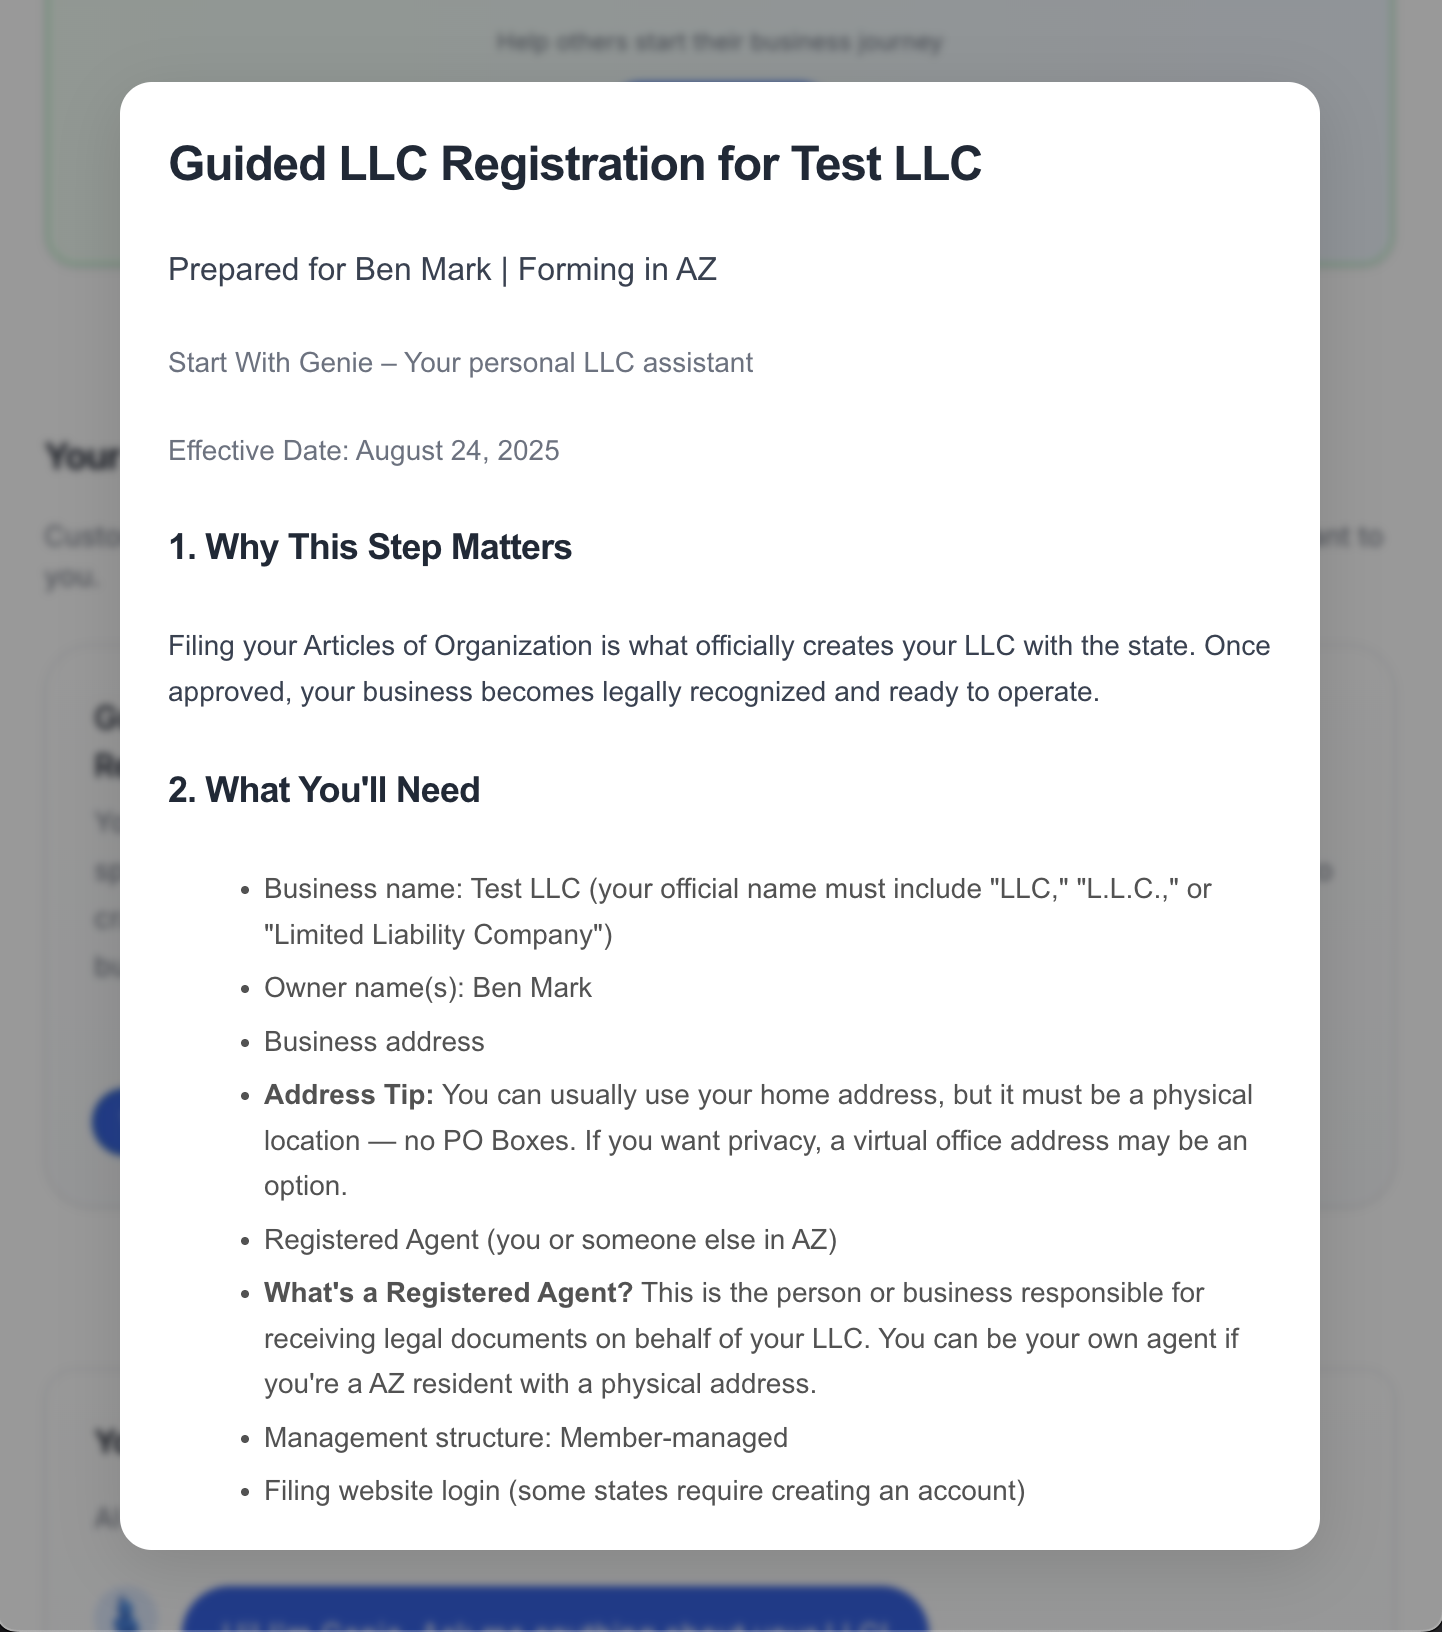 Help others start their business journey
Guided LLC Registration for Test LLC
Prepared for Ben Mark | Forming in AZ
Start With Genie – Your personal LLC assistant
Effective Date: August 24, 2025
Your
Custo
ant to
you.
1. Why This Step Matters
Filing your Articles of Organization is what officially creates your LLC with the state. Once
approved, your business becomes legally recognized and ready to operate.
2. What You'll Need
• Business name: Test LLC (your official name must include "LLC," "L.L.C.," or
"Limited Liability Company")
• Owner name(s): Ben Mark
• Business address
• Address Tip: You can usually use your home address, but it must be a physical
location — no PO Boxes. If you want privacy, a virtual office address may be an
option.
• Registered Agent (you or someone else in AZ)
• What's a Registered Agent? This is the person or business responsible for
receiving legal documents on behalf of your LLC. You can be your own agent if
you're a AZ resident with a physical address.
• Management structure: Member-managed
• Filing website login (some states require creating an account)